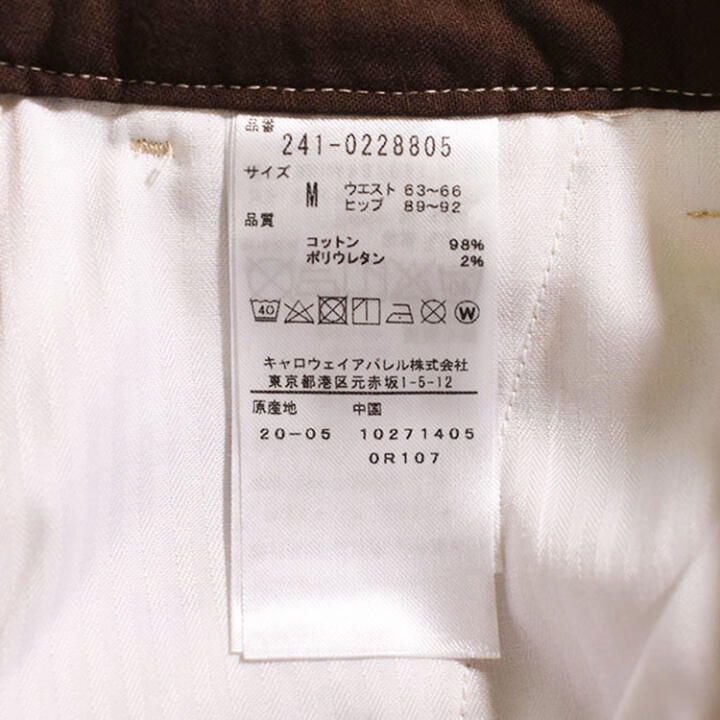 品番
241-0228805
サイズ
M ウエスト 63〜66
ヒップ 89〜92
品質
コットン 98%
ポリウレタン 2%
40 W
キャロウェイアパレル株式会社
東京都港区元赤坂1-5-12
原産地 中国
20-05 10271405
0R107